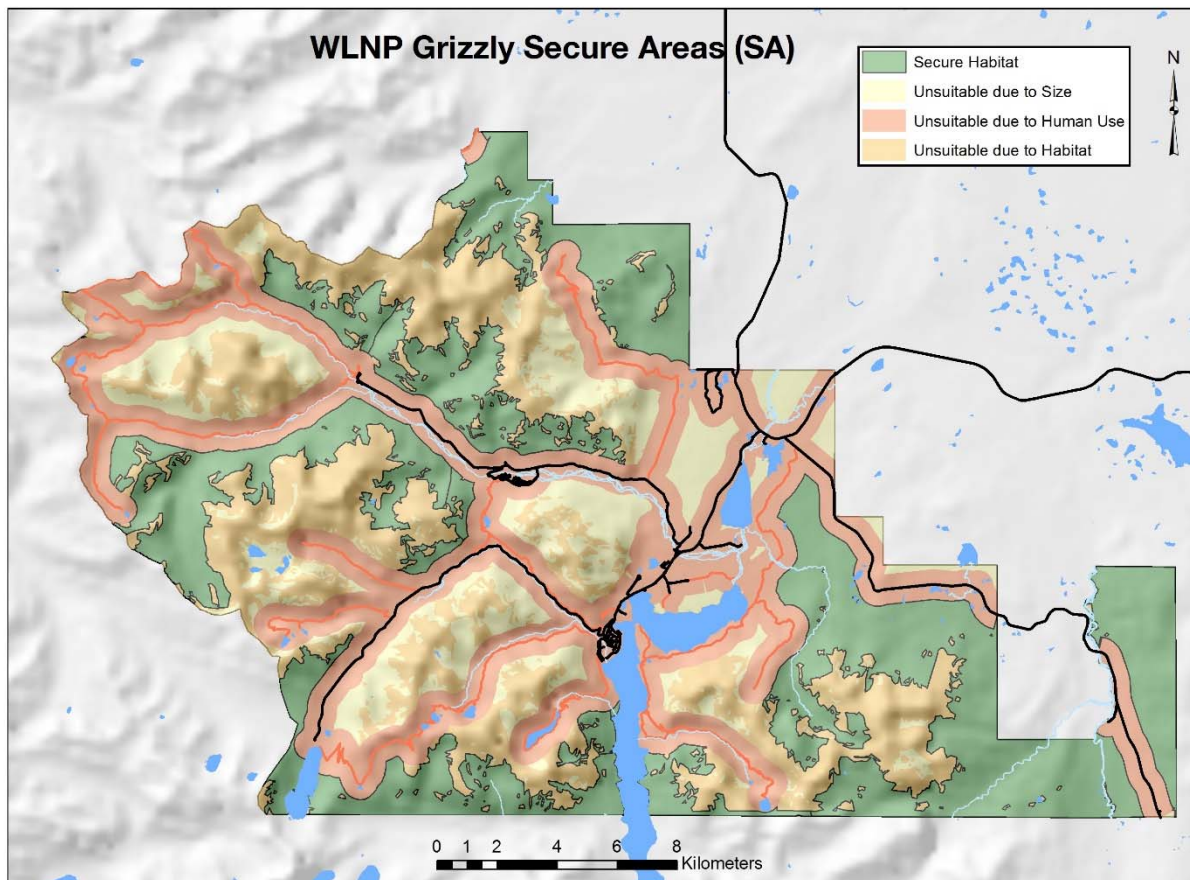 WLNP Grizzly Secure Areas (SA)
Secure Habitat
Unsuitable due to Size
Unsuitable due to Human Use
Unsuitable due to Habitat
N
0 1 2 4 6 8
Kilometers